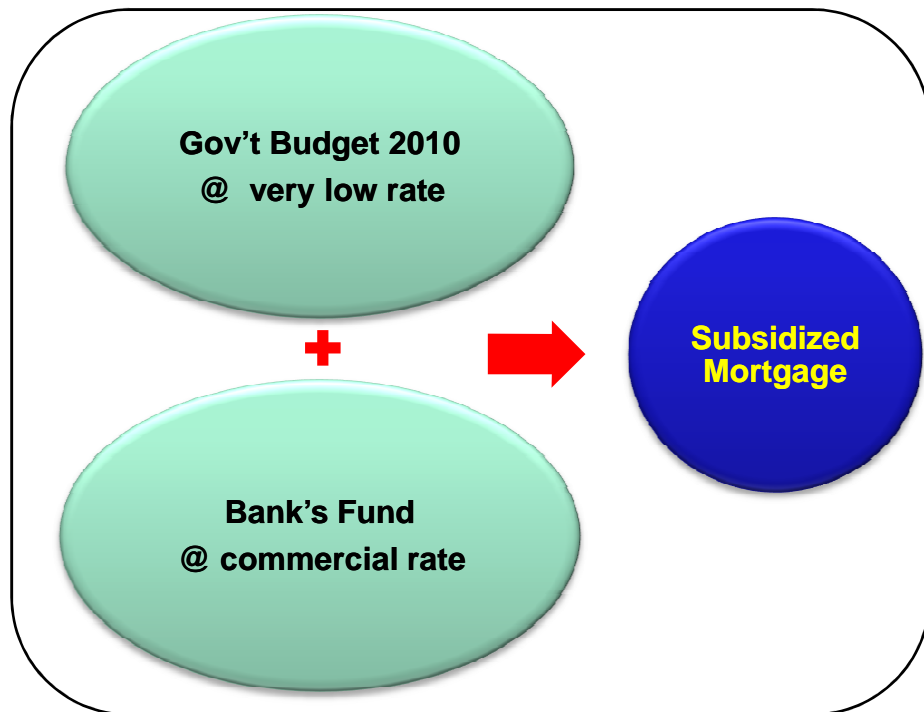 Gov’t Budget 2010
@ very low rate
+
Bank’s Fund
@ commercial rate
Subsidized
Mortgage